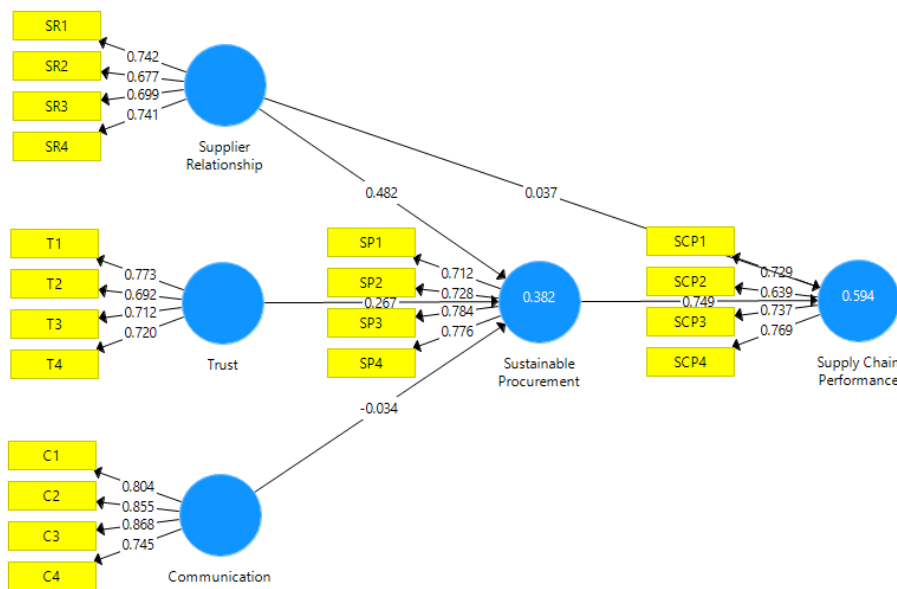 SR1
SR2
SR3
SR4
0.742
0.677
0.699
0.741
Supplier
Relationship
0.482
0.037
T1
T2
T3
T4
0.773
0.692
0.712
0.720
Trust
0.267
SP1
SP2
SP3
SP4
0.712
0.728
0.784
0.776
0.382
Sustainable
Procurement
0.749
SCP1
SCP2
SCP3
SCP4
0.729
0.639
0.737
0.769
0.594
Supply Chain
Performance
-0.034
C1
C2
C3
C4
0.804
0.855
0.868
0.745
Communication